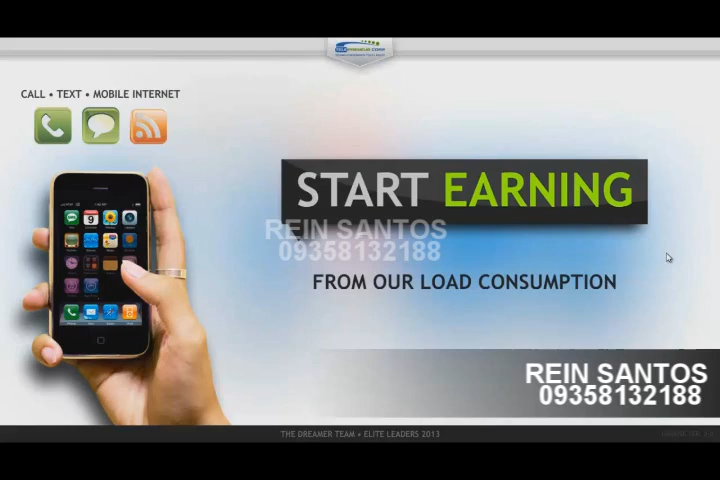 CALL • TEXT • MOBILE INTERNET
START EARNING
REIN SANTOS
09358132188
FROM OUR LOAD CONSUMPTION
REIN SANTOS
09358132188
THE DREAMER TEAM • ELITE LEADERS 2013